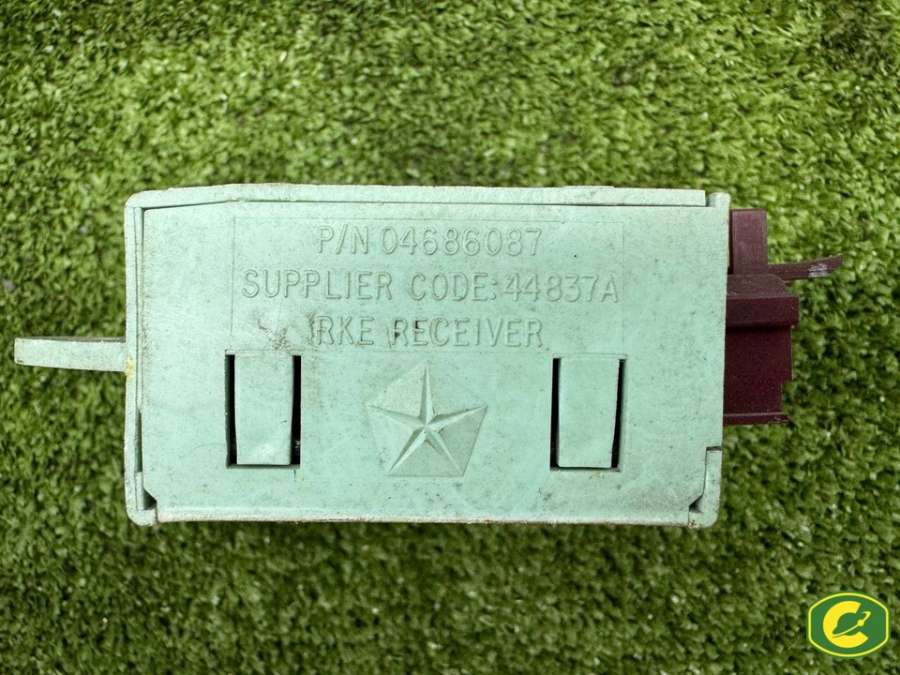 P/N 04686087
SUPPLIER CODE:44837A
RKE RECEIVER